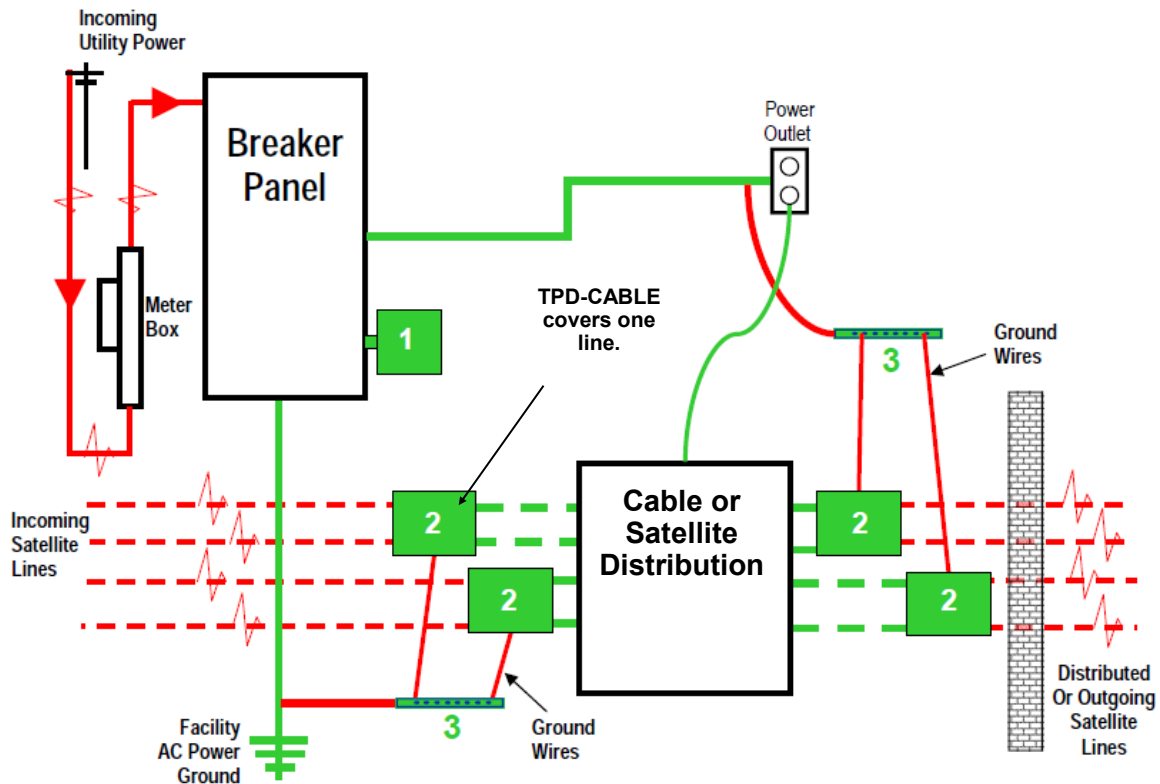 Incoming
Utility Power
Breaker
Panel
Power
Outlet
Meter
Box
1
TPD-CABLE
covers one
line.
3
Ground
Wires
Incoming
Satellite
Lines
2
2
Cable or
Satellite
Distribution
2
2
Distributed
Or Outgoing
Satellite
Lines
3
Ground
Wires
Facility
AC Power
Ground